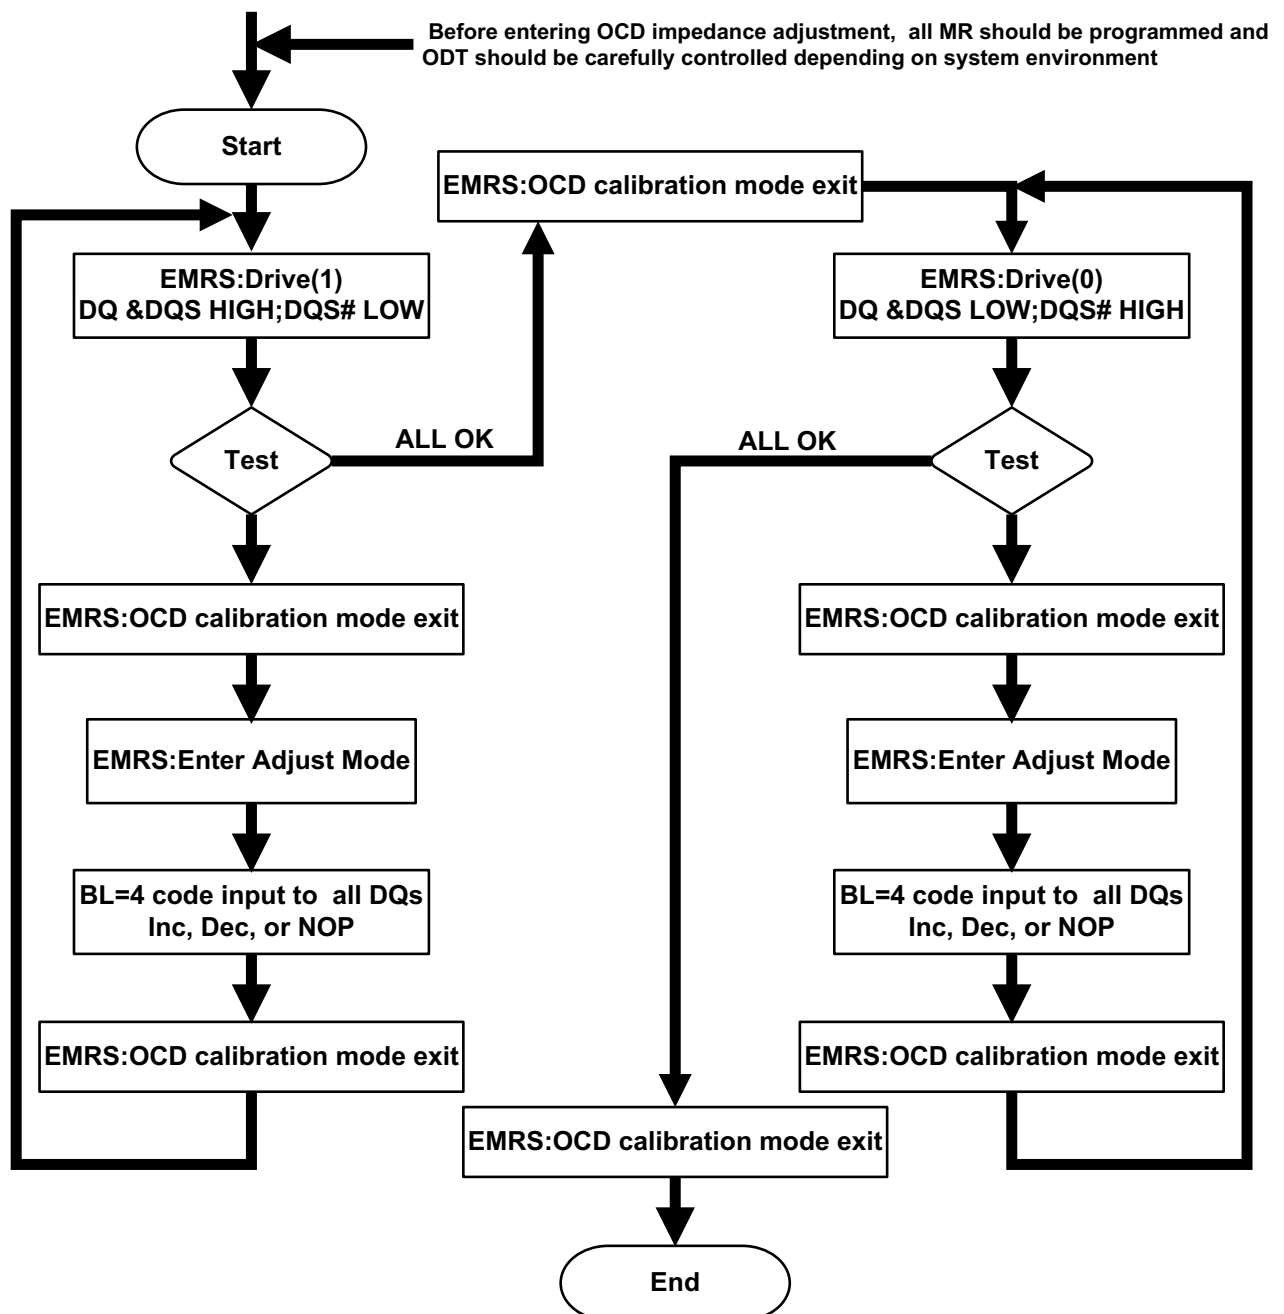 Before entering OCD impedance adjustment, all MR should be programmed and
ODT should be carefully controlled depending on system environment
Start
EMRS:OCD calibration mode exit
EMRS:Drive(1)
DQ &DQS HIGH;DQS# LOW
EMRS:Drive(0)
DQ &DQS LOW;DQS# HIGH
ALL OK
ALL OK
Test
Test
EMRS:OCD calibration mode exit
EMRS:OCD calibration mode exit
EMRS:Enter Adjust Mode
EMRS:Enter Adjust Mode
BL=4 code input to all DQs
Inc, Dec, or NOP
BL=4 code input to all DQs
Inc, Dec, or NOP
EMRS:OCD calibration mode exit
EMRS:OCD calibration mode exit
EMRS:OCD calibration mode exit
End